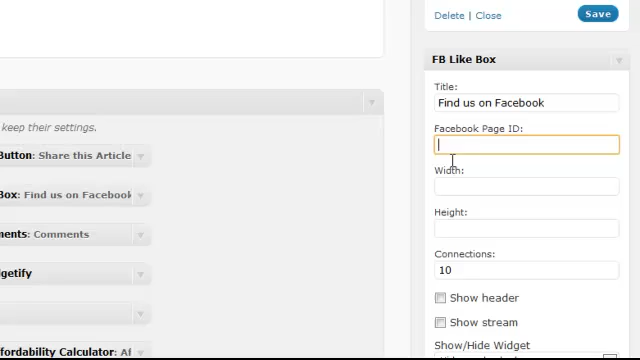 Delete | Close
Save
FB Like Box
Title:
Find us on Facebook
Facebook Page ID:
Width:
Height:
Connections:
10
Show header
Show stream
Show/Hide Widget
keep their settings.
Button: Share this Article
Box: Find us on Facebook
ments: Comments
dgetify
ffordability Calculator: Af